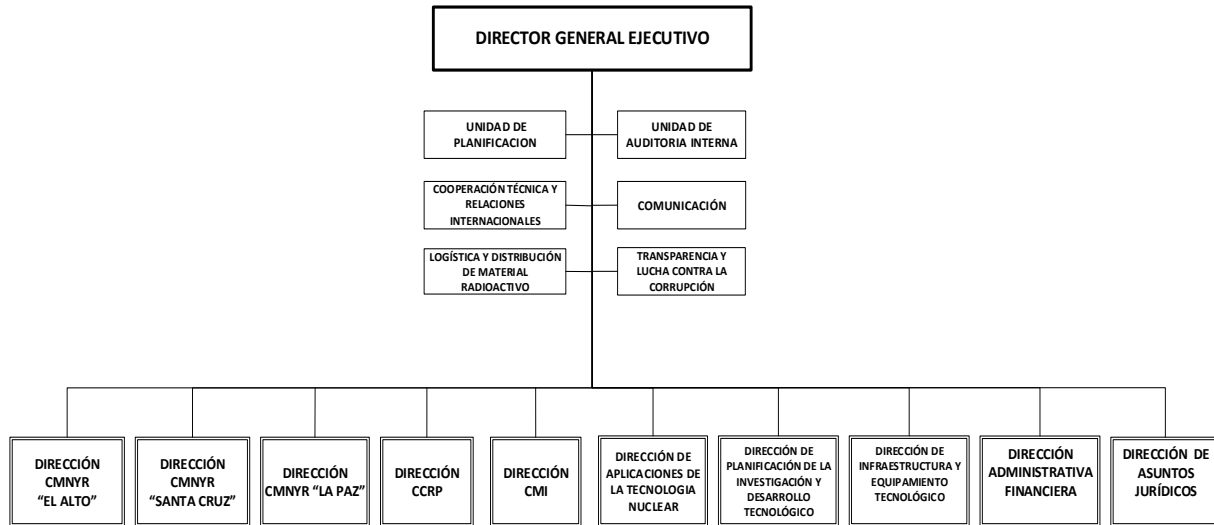 DIRECTOR GENERAL EJECUTIVO
UNIDAD DE
PLANIFICACION
UNIDAD DE
AUDITORIA INTERNA
COOPERACIÓN TÉCNICA Y
RELACIONES
INTERNACIONALES
COMUNICACIÓN
LOGÍSTICA Y DISTRIBUCIÓN
DE MATERIAL
RADIOACTIVO
TRANSPARENCIA Y
LUCHA CONTRA LA
CORRUPCIÓN
DIRECCIÓN
CMNYR
"EL ALTO"
DIRECCIÓN
CMNYR
"SANTA CRUZ"
DIRECCIÓN
CMNYR "LA PAZ"
DIRECCIÓN
CCRP
DIRECCIÓN
CMI
DIRECCIÓN DE
APLICACIONES DE
LA TECNOLOGIA
NUCLEAR
DIRECCIÓN DE
PLANIFICACIÓN DE LA
INVESTIGACIÓN Y
DESARROLLO
TECNOLÓGICO
DIRECCIÓN DE
INFRAESTRUCTURA Y
EQUIPAMIENTO
TECNOLÓGICO
DIRECCIÓN
ADMINISTRATIVA
FINANCIERA
DIRECCIÓN DE
ASUNTOS
JURÍDICOS